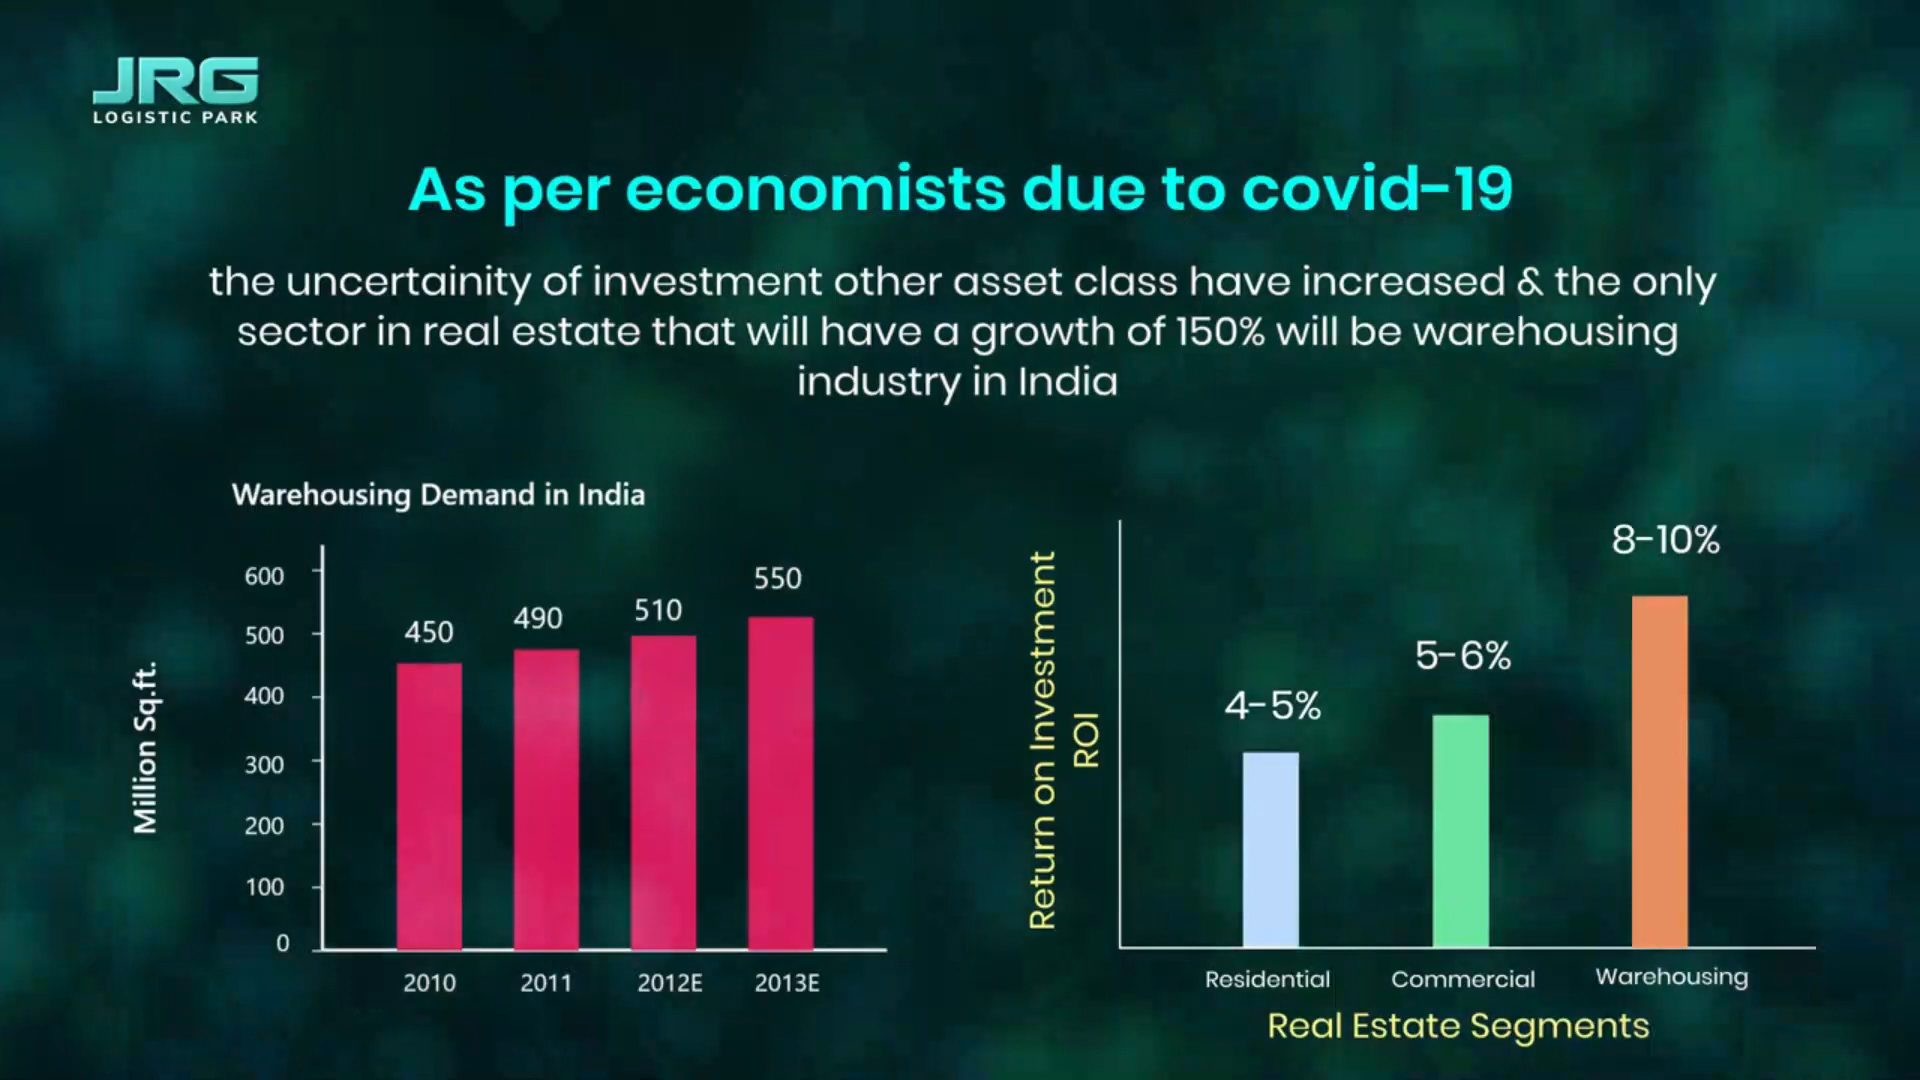 JRG
LOGISTIC PARK
As per economists due to covid-19
the uncertainity of investment other asset class have increased & the only
sector in real estate that will have a growth of 150% will be warehousing
industry in India
Warehousing Demand in India
Million Sq.ft.
600
500
400
300
200
100
0
450
490
510
550
2010
2011
2012E
2013E
Return on Investment
ROI
4-5%
5-6%
8-10%
Residential
Commercial
Warehousing
Real Estate Segments